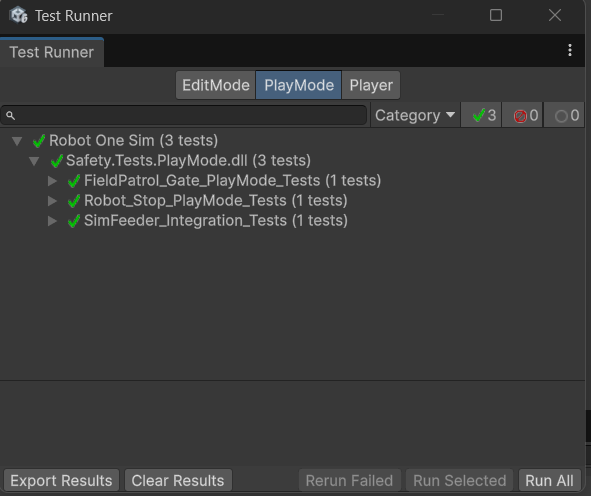 Test Runner
Test Runner
EditMode PlayMode Player
Category 3 0 0
Robot One Sim (3 tests)
Safety.Tests.PlayMode.dll (3 tests)
FieldPatrol_Gate_PlayMode_Tests (1 tests)
Robot_Stop_PlayMode_Tests (1 tests)
SimFeeder_Integration_Tests (1 tests)
Export Results Clear Results Rerun Failed Run Selected Run All